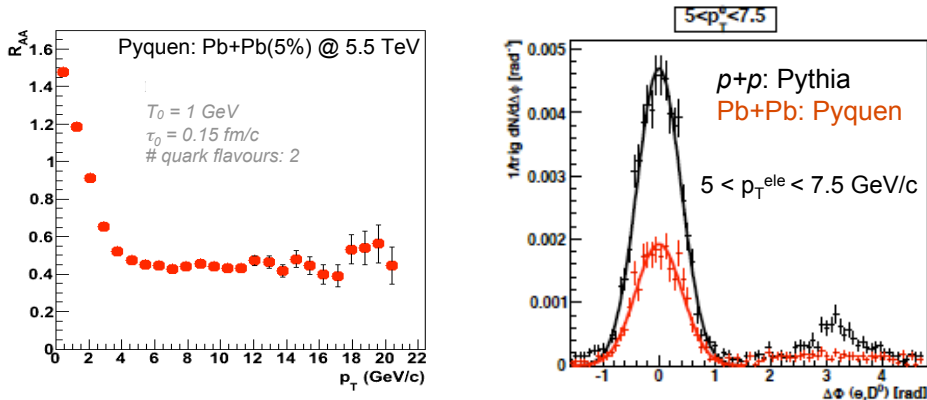 R_AA
Pyquen: Pb+Pb(5%) @ 5.5 TeV
T₀ = 1 GeV
τ₀ = 0.15 fm/c
# quark flavours: 2
1.6
1.4
1.2
1
0.8
0.6
0.4
0.2
0
0 2 4 6 8 10 12 14 16 18 20 22
p_T (GeV/c)
5<p_T^e<7.5
1/trig dN/dΔφ [rad⁻¹]
p+p: Pythia
Pb+Pb: Pyquen
5 < p_T^ele < 7.5 GeV/c
0.005
0.004
0.003
0.002
0.001
0
-1 0 1 2 3 4
ΔΦ (e,D⁰) [rad]